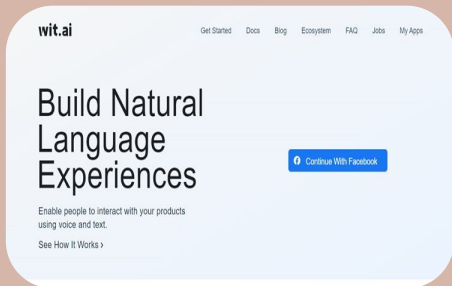 wit.ai
Get Started Docs Blog Ecosystem FAQ Jobs My Apps
Build Natural
Language
Experiences
Continue With Facebook
Enable people to interact with your products
using voice and text.
See How It Works ›